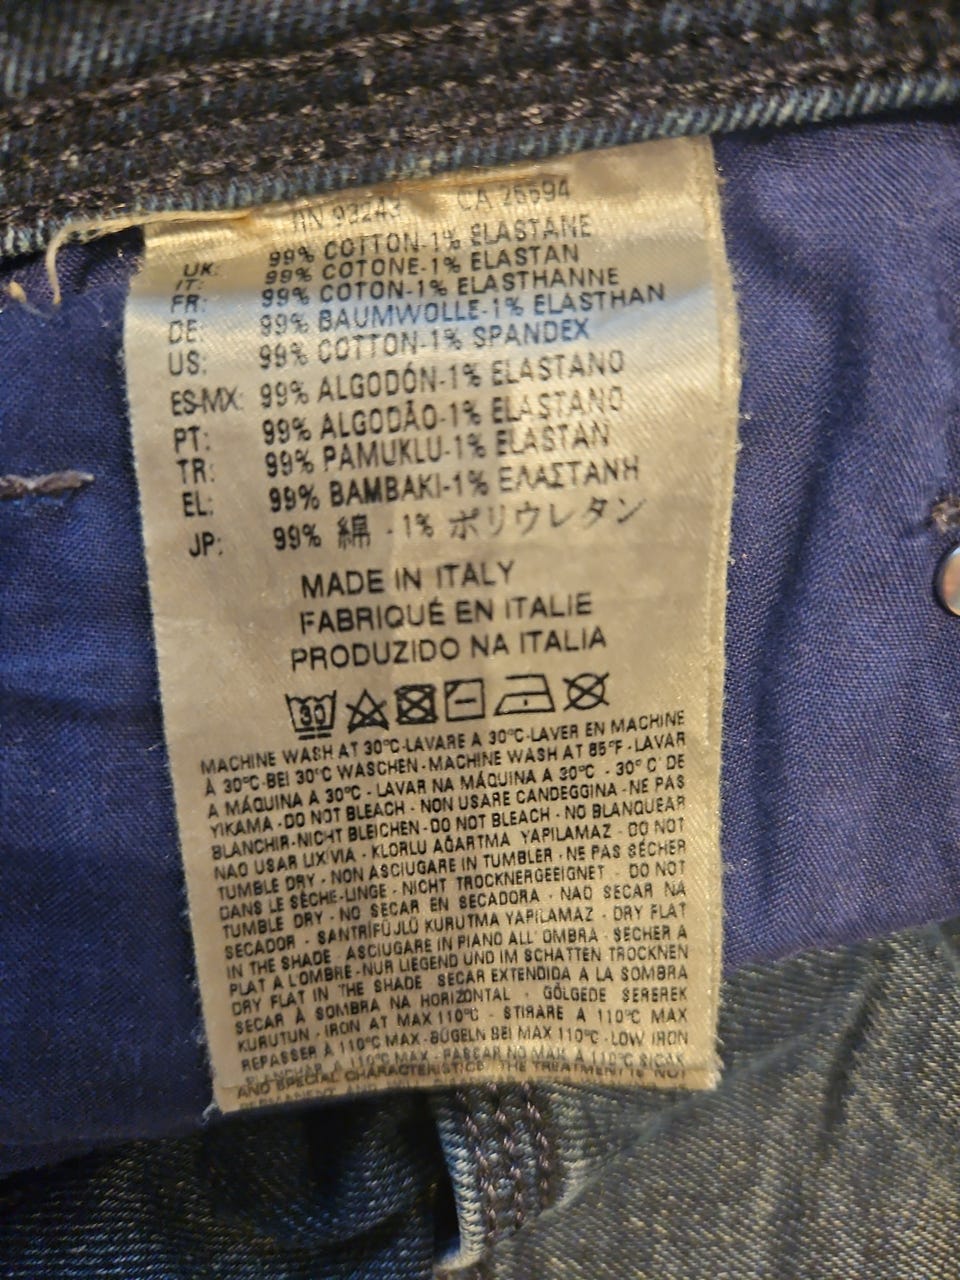 RN 93243 CA 25594
99% COTTON-1% ELASTANE
UK: 99% COTONE-1% ELASTAN
IT: 99% COTON-1% ELASTHANNE
FR: 99% BAUMWOLLE-1% ELASTHAN
DE: 99% COTTON-1% SPANDEX
US:
ES-MX: 99% ALGODÓN-1% ELASTANO
PT: 99% ALGODÃO-1% ELASTANO
TR: 99% PAMUKLU-1% ELASTAN
EL: 99% BAMBAKI-1% ΕΛΑΣΤΑΝΗ
JP: 99% 綿 - 1% ポリウレタン
MADE IN ITALY
FABRIQUÉ EN ITALIE
PRODUZIDO NA ITALIA
30
MACHINE WASH AT 30°C-LAVARE A 30°C-LAVER EN MACHINE
À 30°C-BEI 30°C WASCHEN-MACHINE WASH AT 85°F-LAVAR
A MÁQUINA A 30°C - LAVAR NA MÁQUINA A 30°C - 30°C'DE
YIKAMA-DO NOT BLEACH - NON USARE CANDEGGINA-NE PAS
BLANCHIR-NICHT BLEICHEN-DO NOT BLEACH - NO BLANQUEAR
NAO USAR LIXIVIA - KLORLU AĞARTMA YAPILAMAZ - DO NOT
TUMBLE DRY - NON ASCIUGARE IN TUMBLER - NE PAS SÉCHER
DANS LE SÈCHE-LINGE - NICHT TROCKNERGEEIGNET - DO NOT
TUMBLE DRY - NO SECAR EN SECADORA - NAO SECAR NA
SECADOR - SANTRİFÜJLÜ KURUTMA YAPILAMAZ - DRY FLAT
IN THE SHADE ASCIUGARE IN PIANO ALL'OMBRA - SÉCHER A
PLAT A L'OMBRE-NUR LIEGEND UND IM SCHATTEN TROCKNEN
DRY FLAT IN THE SHADE SECAR EXTENDIDA A LA SOMBRA
SECAR À SOMBRA NA HORIZONTAL - GÖLGEDE SEREREK
KURUTUN - IRON AT MAX 110°C - STIRARE A 110°C MAX
REPASSER À 110°C MAX-BÜGELN BEI MAX 110°C-LOW IRON
PLANCHAR A 110°C MAX - PASSAR NO MAX A 110°C SICAK
AND SPECIAL CHARACTERISTICS. THE TREATMENT IS NOT